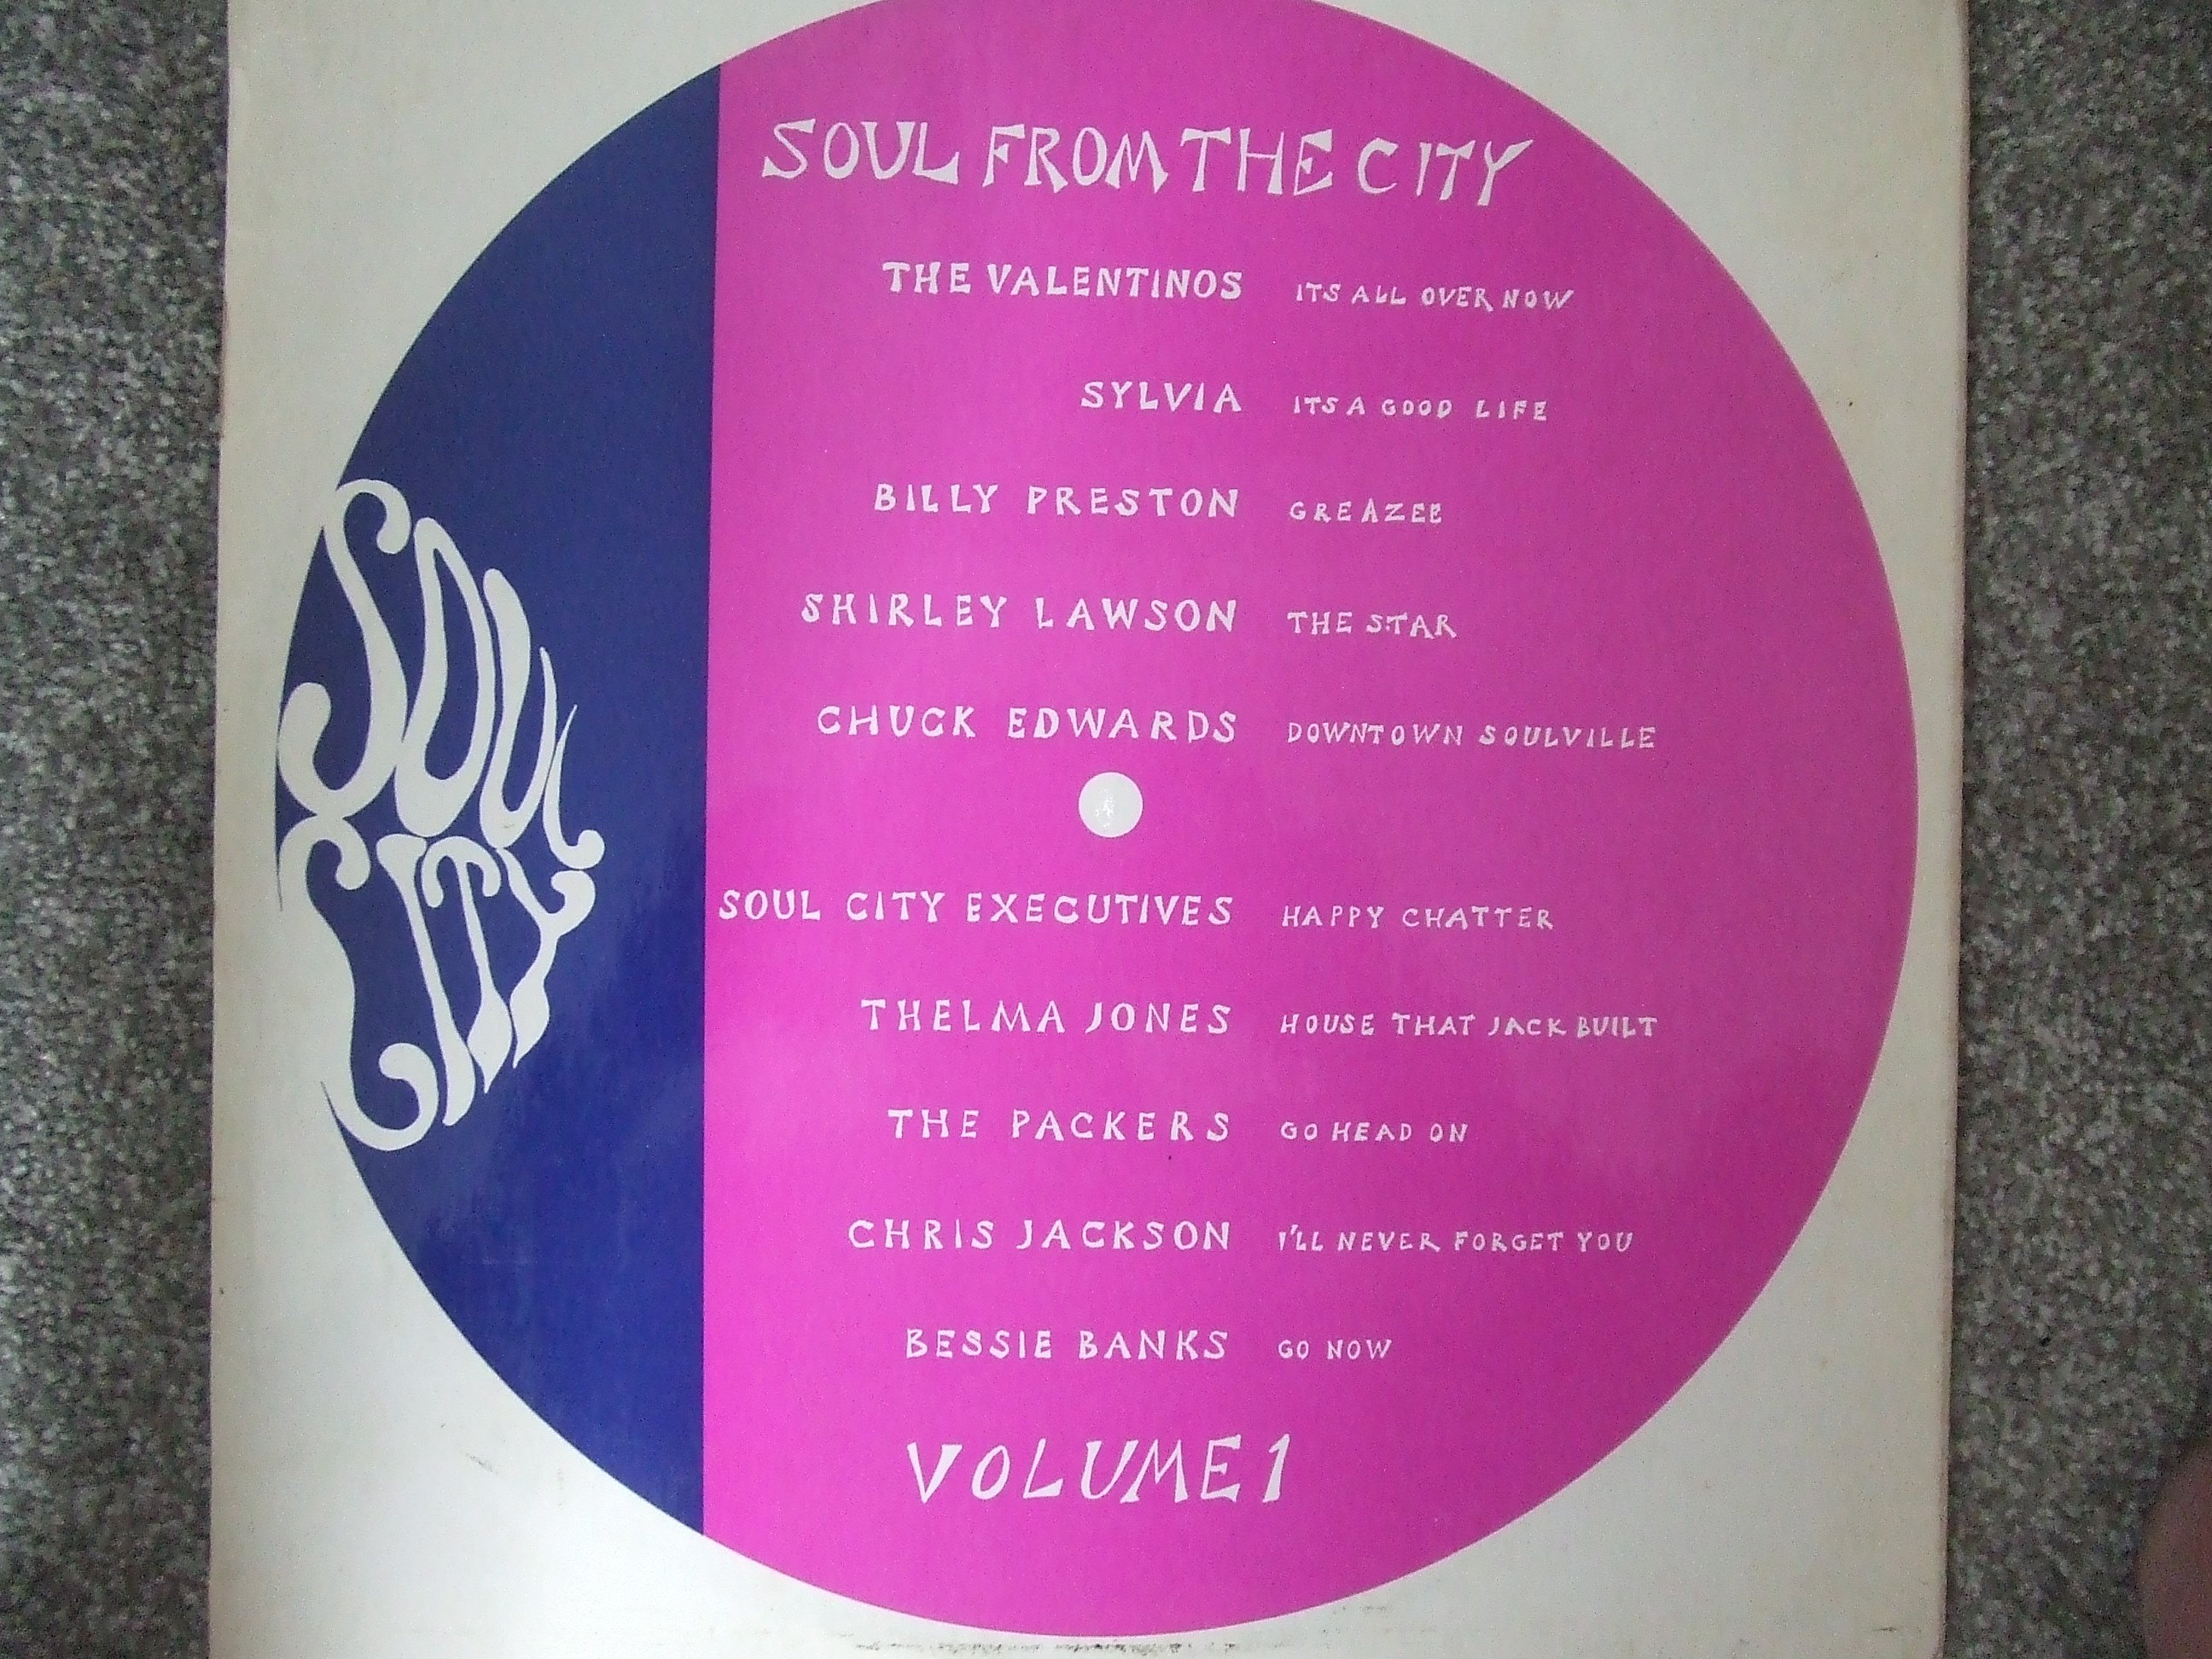 SOUL FROM THE CITY
THE VALENTINOS ITS ALL OVER NOW
SYLVIA ITS A GOOD LIFE
BILLY PRESTON GREAZEE
SHIRLEY LAWSON THE STAR
CHUCK EDWARDS DOWNTOWN SOULVILLE
SOUL CITY EXECUTIVES HAPPY CHATTER
THELMA JONES HOUSE THAT JACK BUILT
THE PACKERS GO HEAD ON
CHRIS JACKSON I'LL NEVER FORGET YOU
BESSIE BANKS GO NOW
VOLUME 1
SOUL
CITY